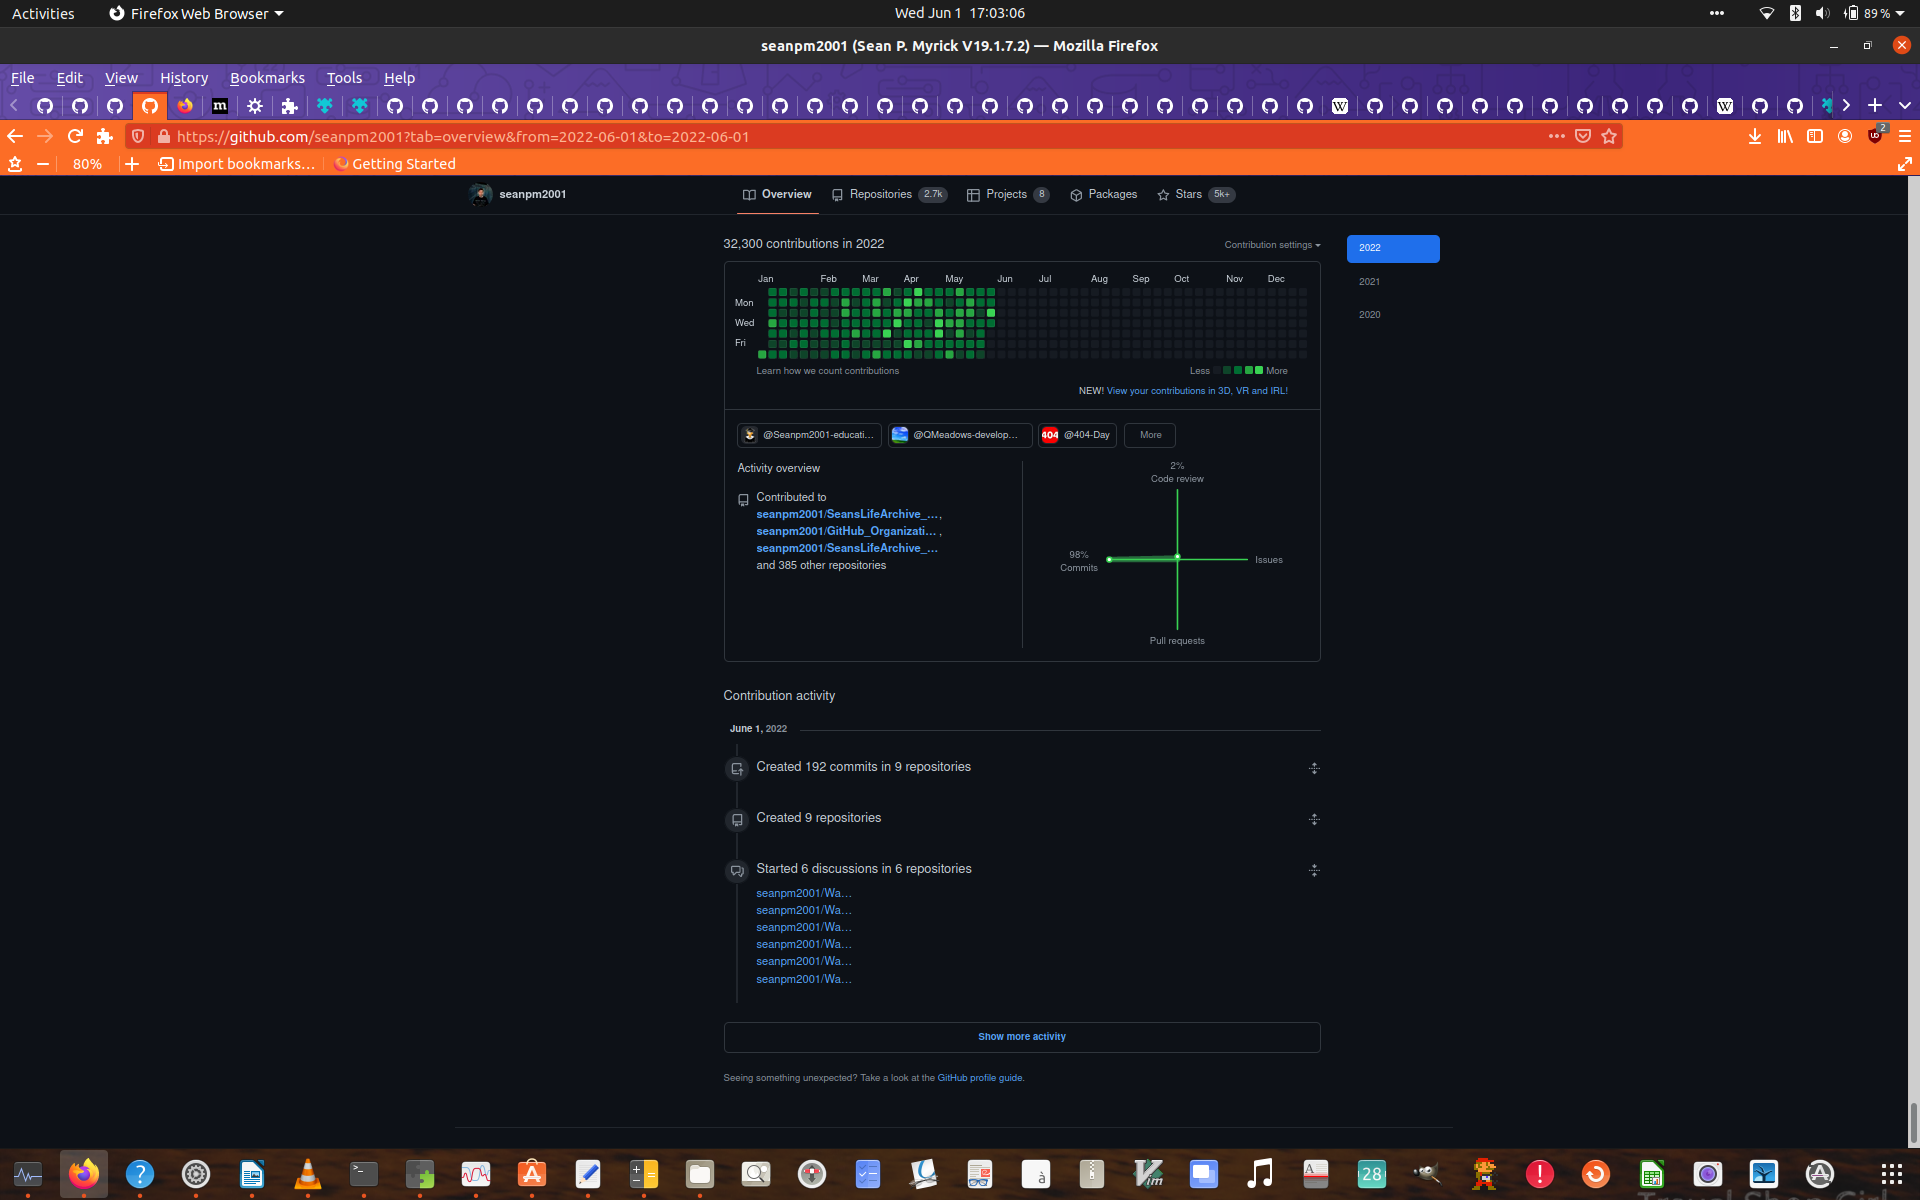 Activities
Firefox Web Browser
Wed Jun 1 17:03:06
89 %
seanpm2001 (Sean P. Myrick V19.1.7.2) — Mozilla Firefox
File Edit View History Bookmarks Tools Help
https://github.com/seanpm2001?tab=overview&from=2022-06-01&to=2022-06-01
2
80%
Import bookmarks...
Getting Started
seanpm2001
Overview
Repositories 2.7k
Projects 8
Packages
Stars 5k+
32,300 contributions in 2022
Contribution settings
2022
2021
2020
Jan Feb Mar Apr May Jun Jul Aug Sep Oct Nov Dec
Mon
Wed
Fri
Learn how we count contributions
Less More
NEW! View your contributions in 3D, VR and IRL!
@Seanpm2001-educati...
@QMeadows-develop...
404 @404-Day
More
Activity overview
Contributed to
seanpm2001/SeansLifeArchive_...,
seanpm2001/GitHub_Organizati... ,
seanpm2001/SeansLifeArchive_...
and 385 other repositories
2%
Code review
98%
Commits
Issues
Pull requests
Contribution activity
June 1, 2022
Created 192 commits in 9 repositories
Created 9 repositories
Started 6 discussions in 6 repositories
seanpm2001/Wa...
seanpm2001/Wa...
seanpm2001/Wa...
seanpm2001/Wa...
seanpm2001/Wa...
seanpm2001/Wa...
Show more activity
Seeing something unexpected? Take a look at the GitHub profile guide.
28